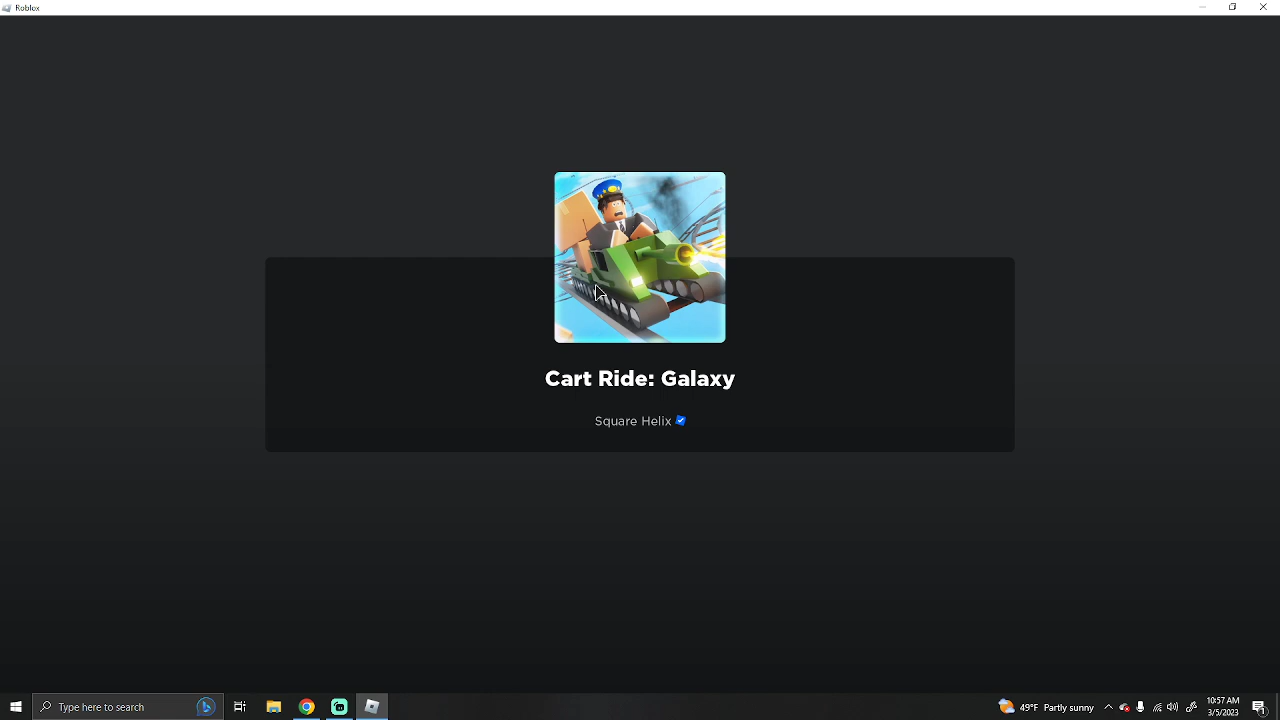 Roblox
Cart Ride: Galaxy
Square Helix
Type here to search
49°F Partly sunny
10:57 AM
3/5/2023